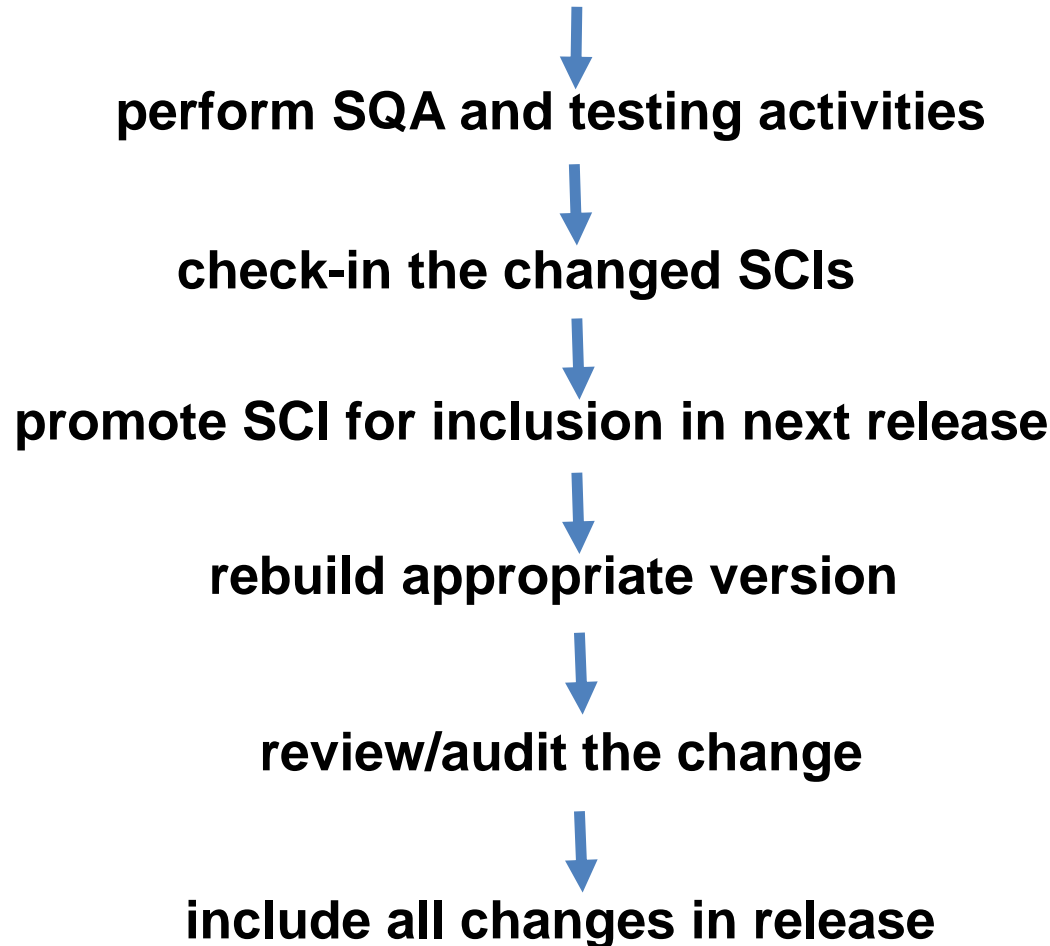 perform SQA and testing activities
check-in the changed SCIs
promote SCI for inclusion in next release
rebuild appropriate version
review/audit the change
include all changes in release